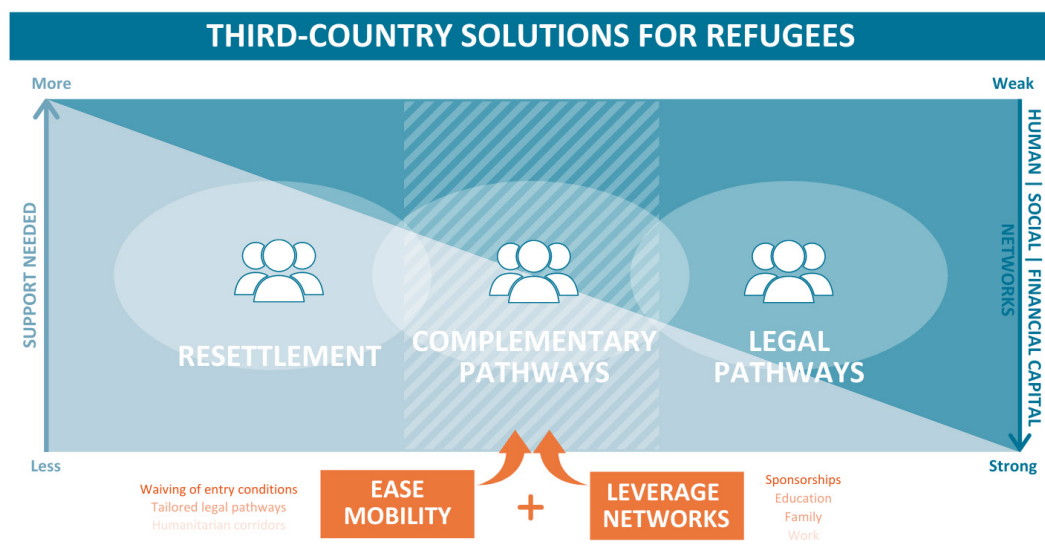 THIRD-COUNTRY SOLUTIONS FOR REFUGEES
More
Weak
SUPPORT NEEDED
HUMAN | SOCIAL | FINANCIAL CAPITAL
NETWORKS
RESETTLEMENT
COMPLEMENTARY
PATHWAYS
LEGAL
PATHWAYS
Less
Strong
Waiving of entry conditions
Tailored legal pathways
Humanitarian corridors
EASE
MOBILITY
+
LEVERAGE
NETWORKS
Sponsorships
Education
Family
Work